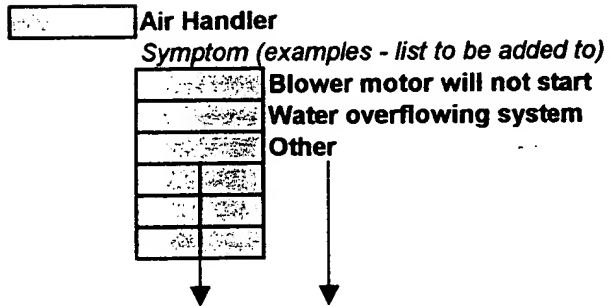 Air Handler
Symptom (examples - list to be added to)
Blower motor will not start
Water overflowing system
Other